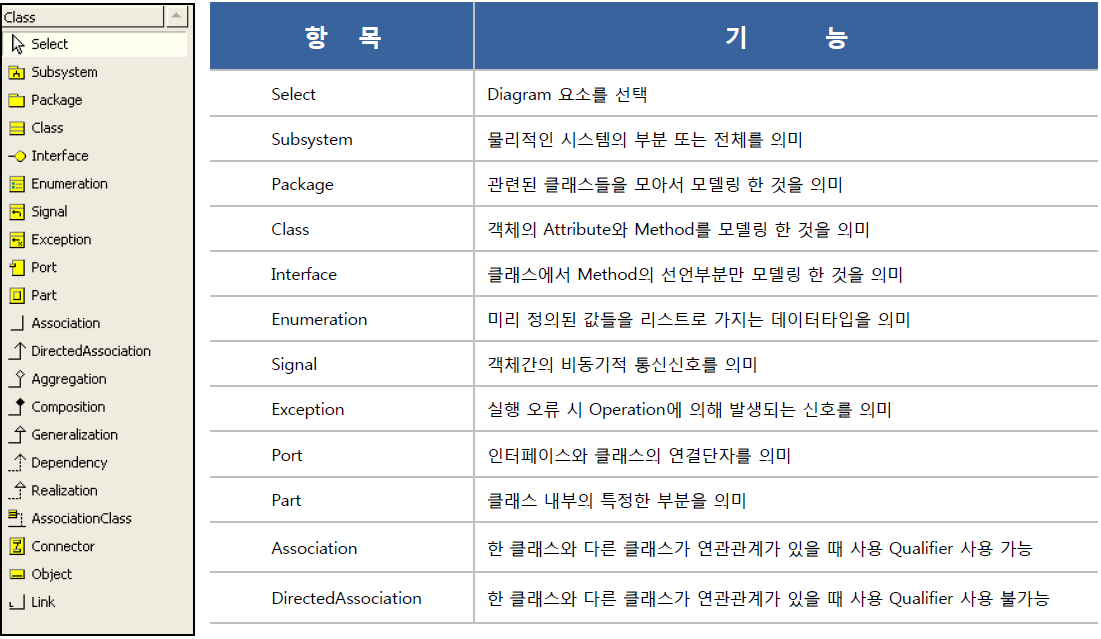 Class
Select
Subsystem
Package
Class
Interface
Enumeration
Signal
Exception
Port
Part
Association
DirectedAssociation
Aggregation
Composition
Generalization
Dependency
Realization
AssociationClass
Connector
Object
Link
항 목 기 능
Select Diagram 요소를 선택
Subsystem 물리적인 시스템의 부분 또는 전체를 의미
Package 관련된 클래스들을 모아서 모델링 한 것을 의미
Class 객체의 Attribute와 Method를 모델링 한 것을 의미
Interface 클래스에서 Method의 선언부분만 모델링 한 것을 의미
Enumeration 미리 정의된 값들을 리스트로 가지는 데이터타입을 의미
Signal 객체간의 비동기적 통신신호를 의미
Exception 실행 오류 시 Operation에 의해 발생되는 신호를 의미
Port 인터페이스와 클래스의 연결단자를 의미
Part 클래스 내부의 특정한 부분을 의미
Association 한 클래스와 다른 클래스가 연관관계가 있을 때 사용 Qualifier 사용 가능
DirectedAssociation 한 클래스와 다른 클래스가 연관관계가 있을 때 사용 Qualifier 사용 불가능